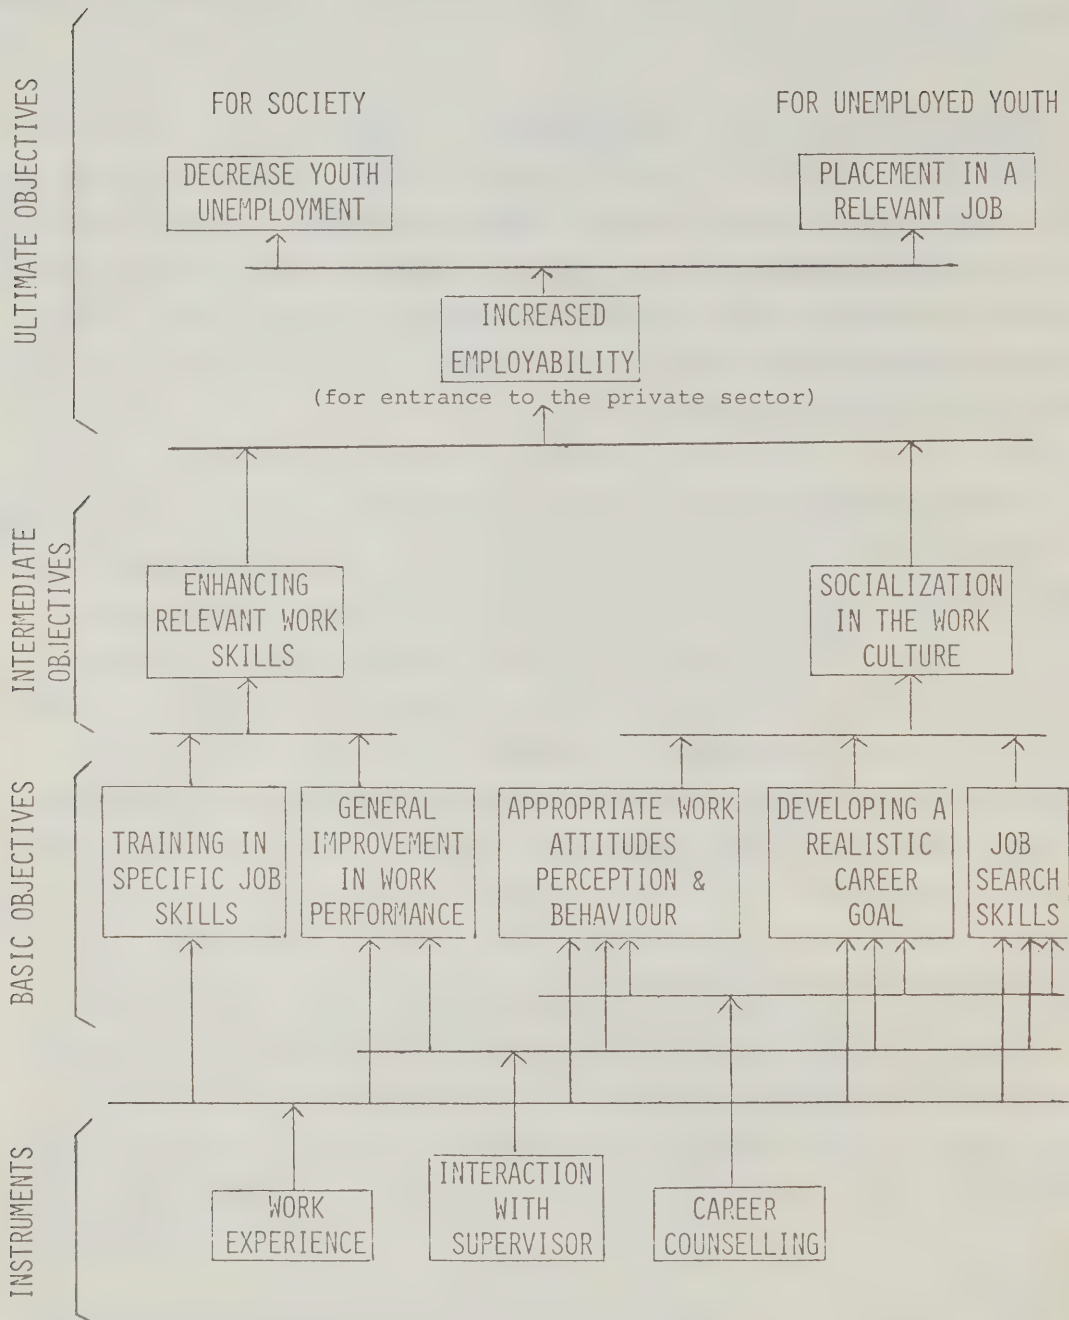 ULTIMATE OBJECTIVES
FOR SOCIETY
FOR UNEMPLOYED YOUTH
DECREASE YOUTH
UNEMPLOYMENT
PLACEMENT IN A
RELEVANT JOB
INCREASED
EMPLOYABILITY
(for entrance to the private sector)
INTERMEDIATE
OBJECTIVES
ENHANCING
RELEVANT WORK
SKILLS
SOCIALIZATION
IN THE WORK
CULTURE
BASIC OBJECTIVES
TRAINING IN
SPECIFIC JOB
SKILLS
GENERAL
IMPROVEMENT
IN WORK
PERFORMANCE
APPROPRIATE WORK
ATTITUDES
PERCEPTION &
BEHAVIOUR
DEVELOPING A
REALISTIC
CAREER
GOAL
JOB
SEARCH
SKILLS
INSTRUMENTS
WORK
EXPERIENCE
INTERACTION
WITH
SUPERVISOR
CAREER
COUNSELLING